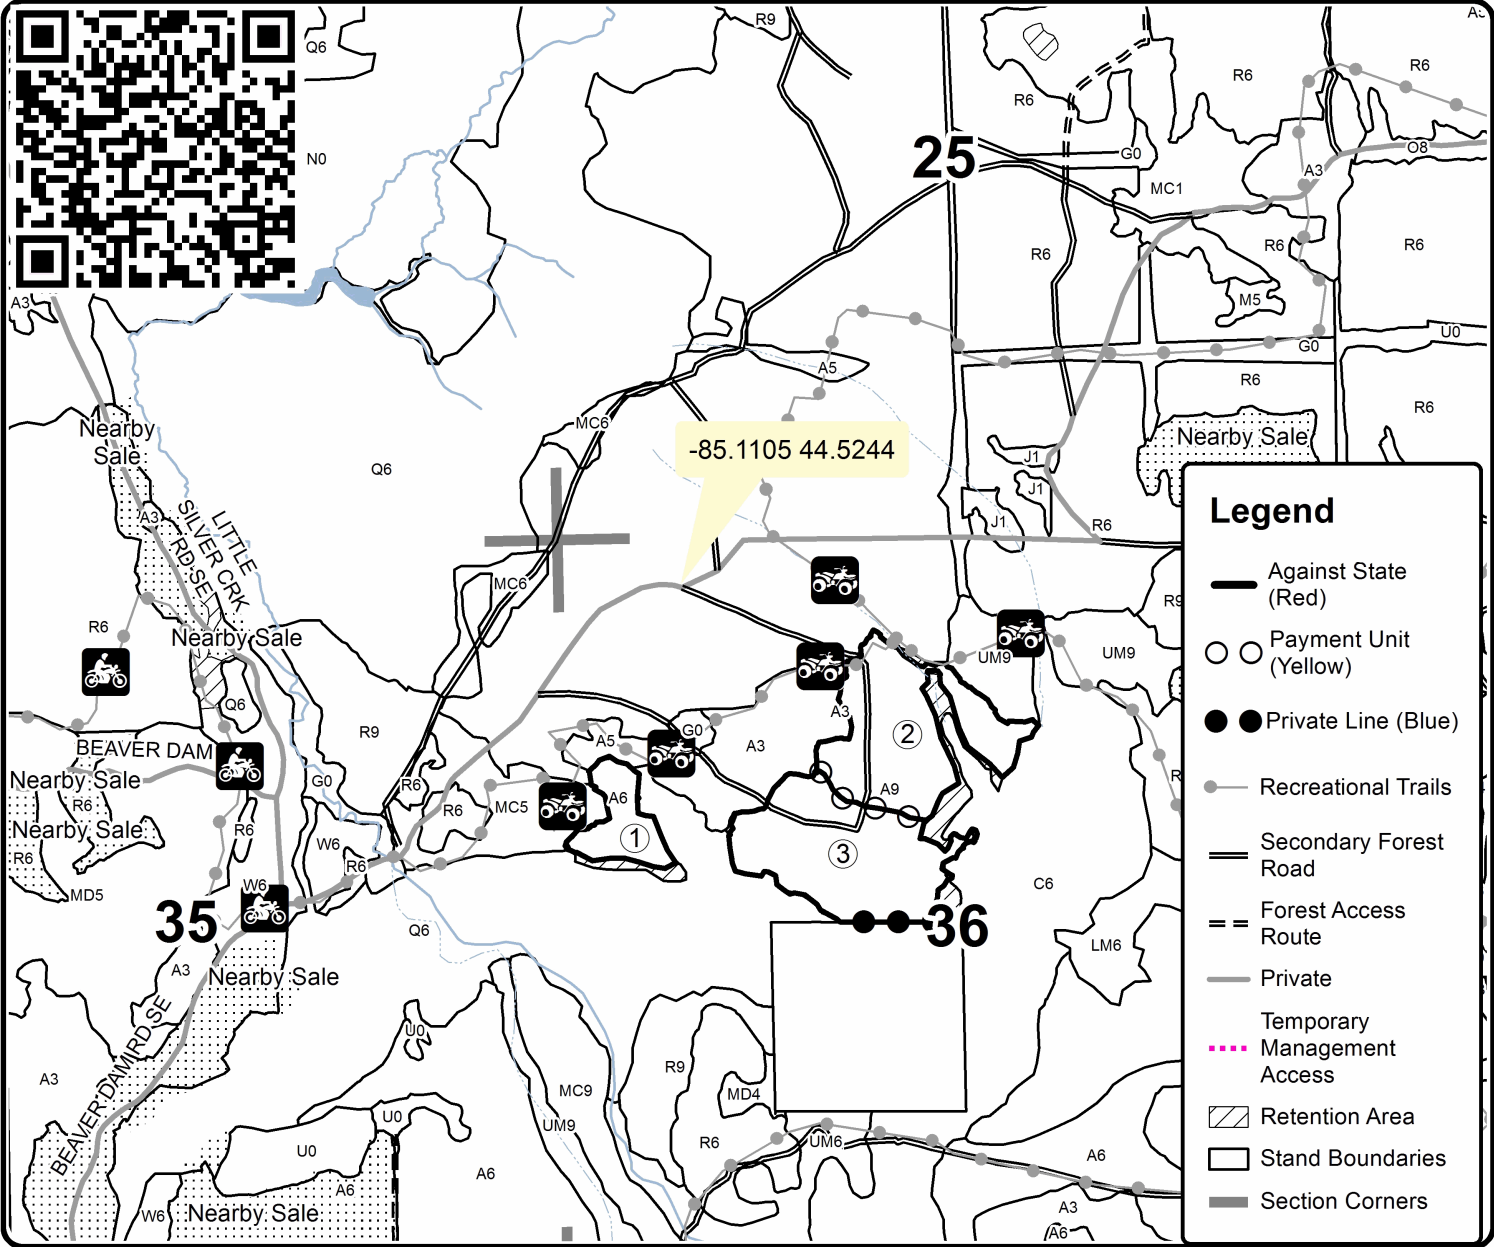 R9
A3
Q6
R6
R6
R6
25
G0
O8
N0
A3
MC1
R6
R6
R6
A3
M5
U0
G0
A5
R6
R6
MC6
Nearby
Sale
Nearby Sale
-85.1105 44.5244
Q6
J1
J1
J1
A3
R6
LITTLE
SILVER CRK
RD-SE
MC6
R9
R6
Nearby Sale
UM9
UM9
Q6
A3
BEAVER DAM
R9
G0
A5
A3
2
Nearby Sale
G0
R6
R6
R6
MC5
A6
A9
Nearby Sale
R6
W6
1
3
R6
R6
MD5
W6
C6
35
Q6
36
LM6
A3
Nearby Sale
BEAVER DAM RD SE
U0
A3
R9
MC9
MD4
U0
UM9
R6
UM6
U0
A6
A6
A6
W6
Nearby Sale
A3
A6
Legend
Against State
(Red)
Payment Unit
(Yellow)
Private Line (Blue)
Recreational Trails
Secondary Forest
Road
Forest Access
Route
Private
Temporary
Management
Access
Retention Area
Stand Boundaries
Section Corners